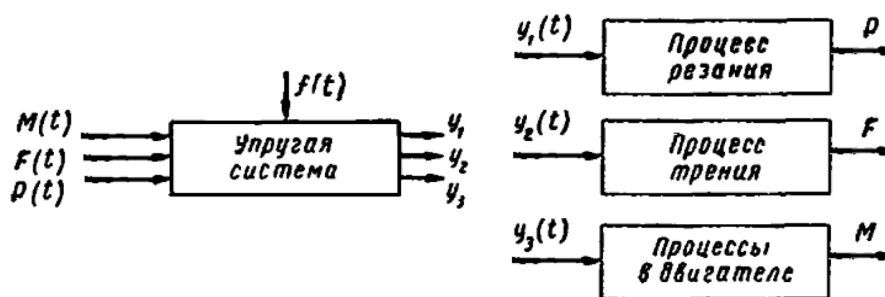 M(t)
F(t)
P(t)
f(t)
Упругая
система
y₁
y₂
y₃
y₁(t)
Процесс
резания
P
y₂(t)
Процесс
трения
F
y₃(t)
Процессы
в двигателе
M